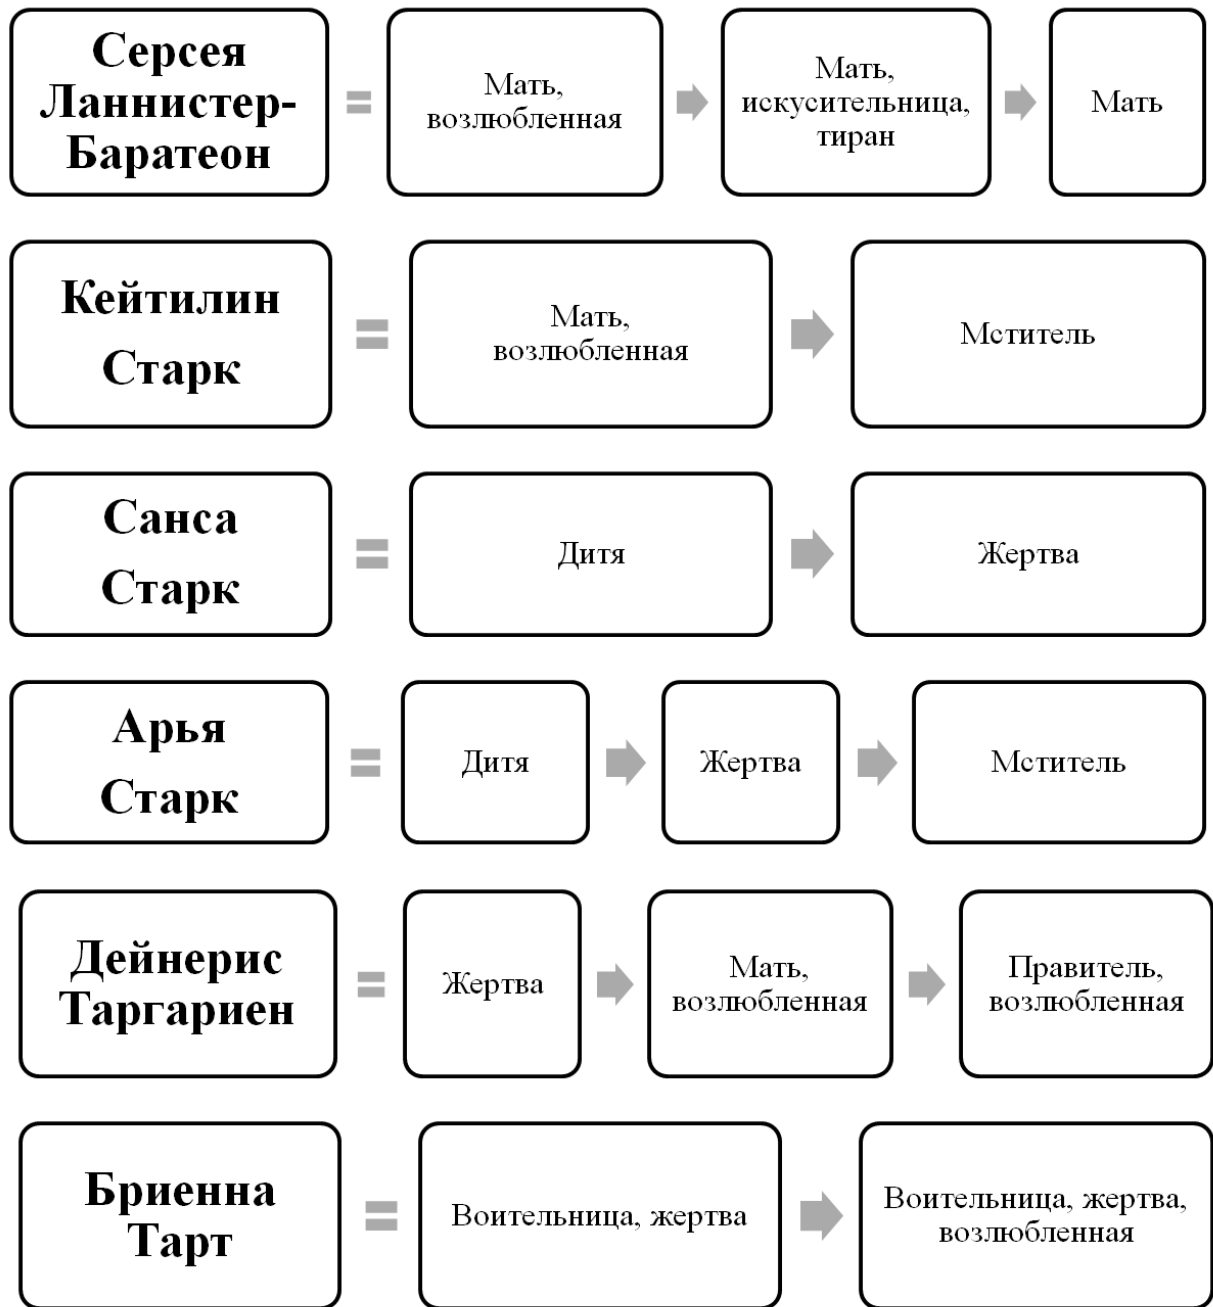 Серсея
Ланнистер-
Баратеон
=
Мать,
возлюбленная
Мать,
искусительница,
тиран
Мать
Кейтилин
Старк
=
Мать,
возлюбленная
Мститель
Санса
Старк
=
Дитя
Жертва
Арья
Старк
=
Дитя
Жертва
Мститель
Дейнерис
Таргариен
=
Жертва
Мать,
возлюбленная
Правитель,
возлюбленная
Бриенна
Тарт
=
Воительница, жертва
Воительница, жертва,
возлюбленная